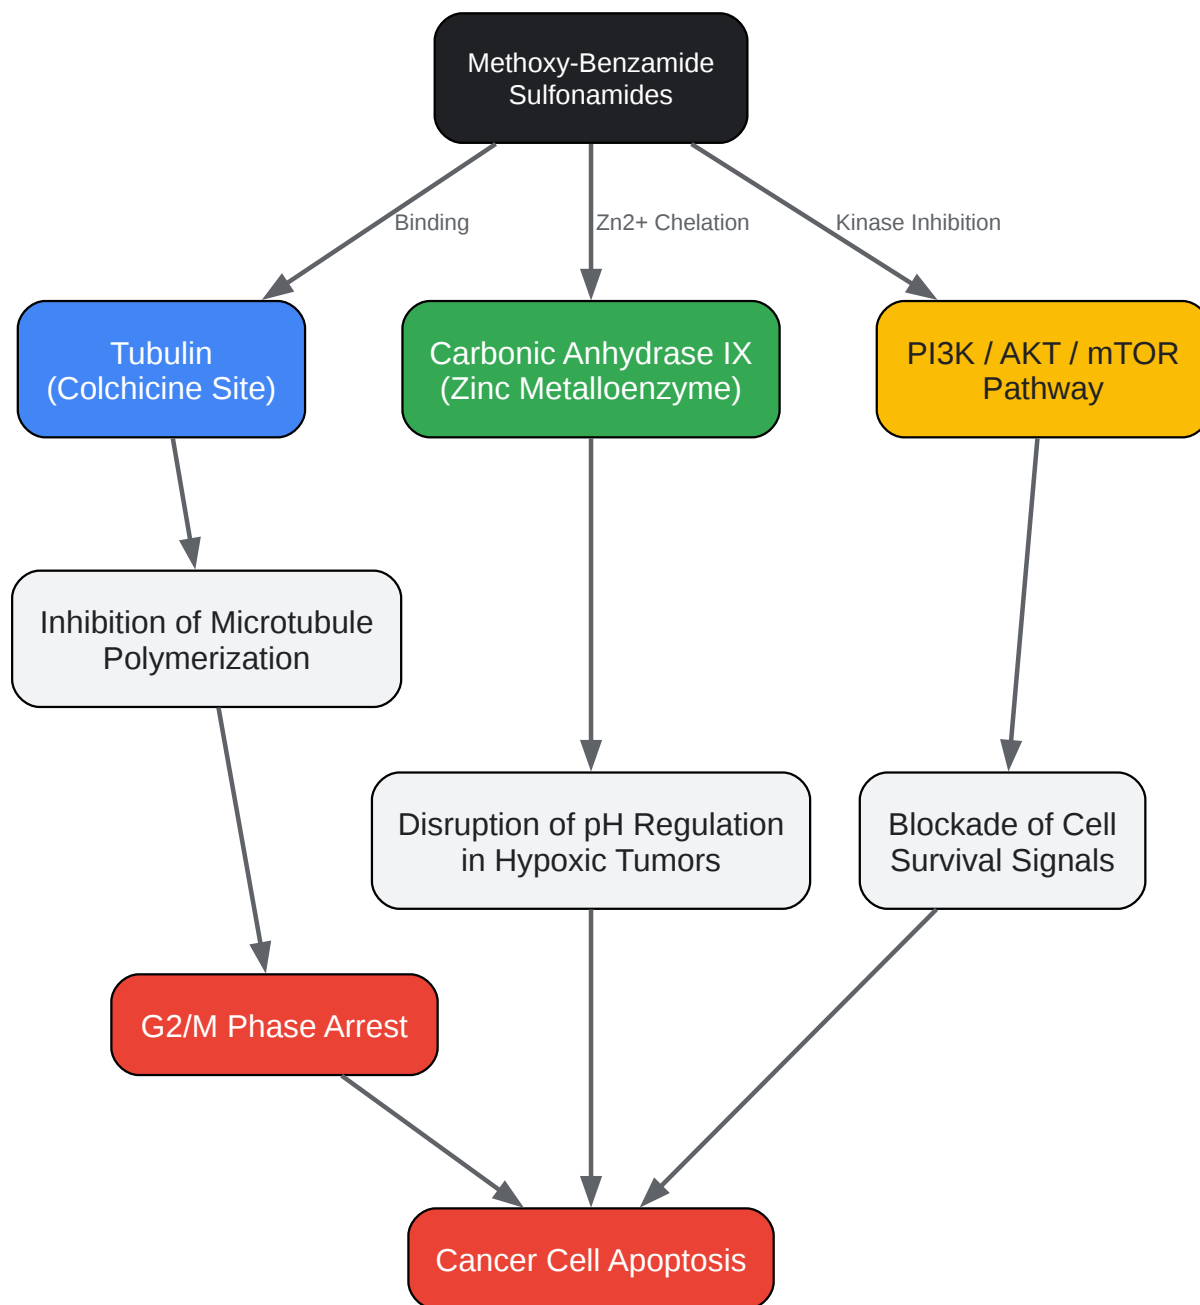 Methoxy-Benzamide
Sulfonamides
Binding
Zn2+ Chelation
Kinase Inhibition
Tubulin
(Colchicine Site)
Carbonic Anhydrase IX
(Zinc Metalloenzyme)
PI3K / AKT / mTOR
Pathway
Inhibition of Microtubule
Polymerization
Disruption of pH Regulation
in Hypoxic Tumors
Blockade of Cell
Survival Signals
G2/M Phase Arrest
Cancer Cell Apoptosis